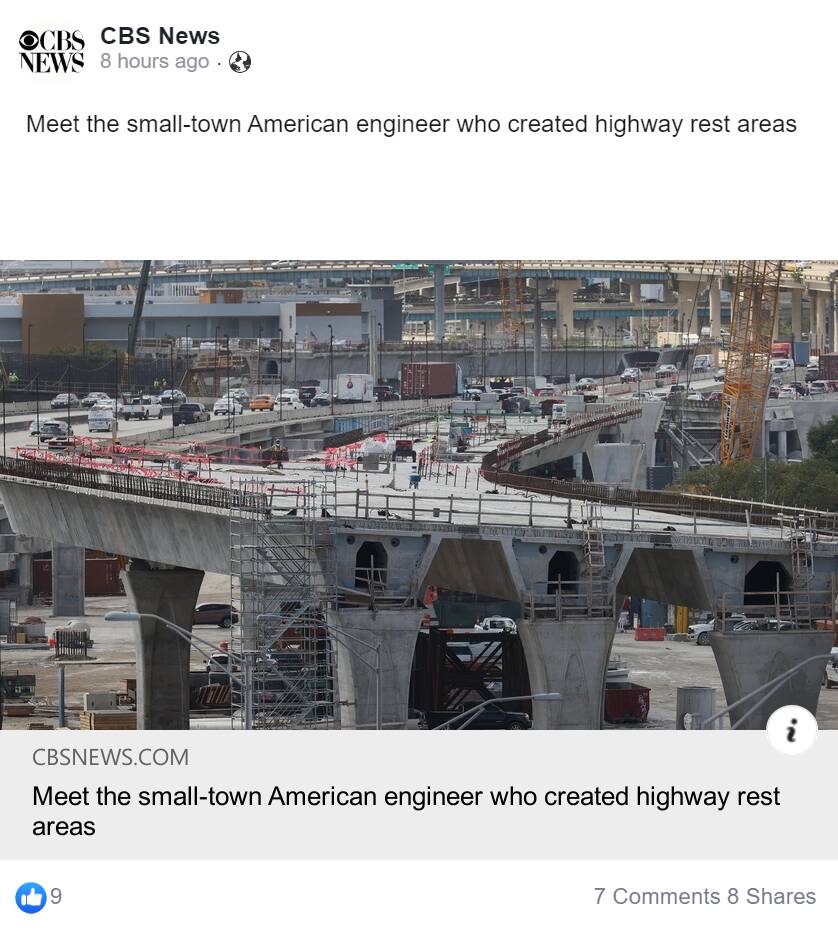 CBS NEWS
CBS News
8 hours ago ·
Meet the small-town American engineer who created highway rest areas
CBSNEWS.COM
Meet the small-town American engineer who created highway rest
areas
9
7 Comments 8 Shares